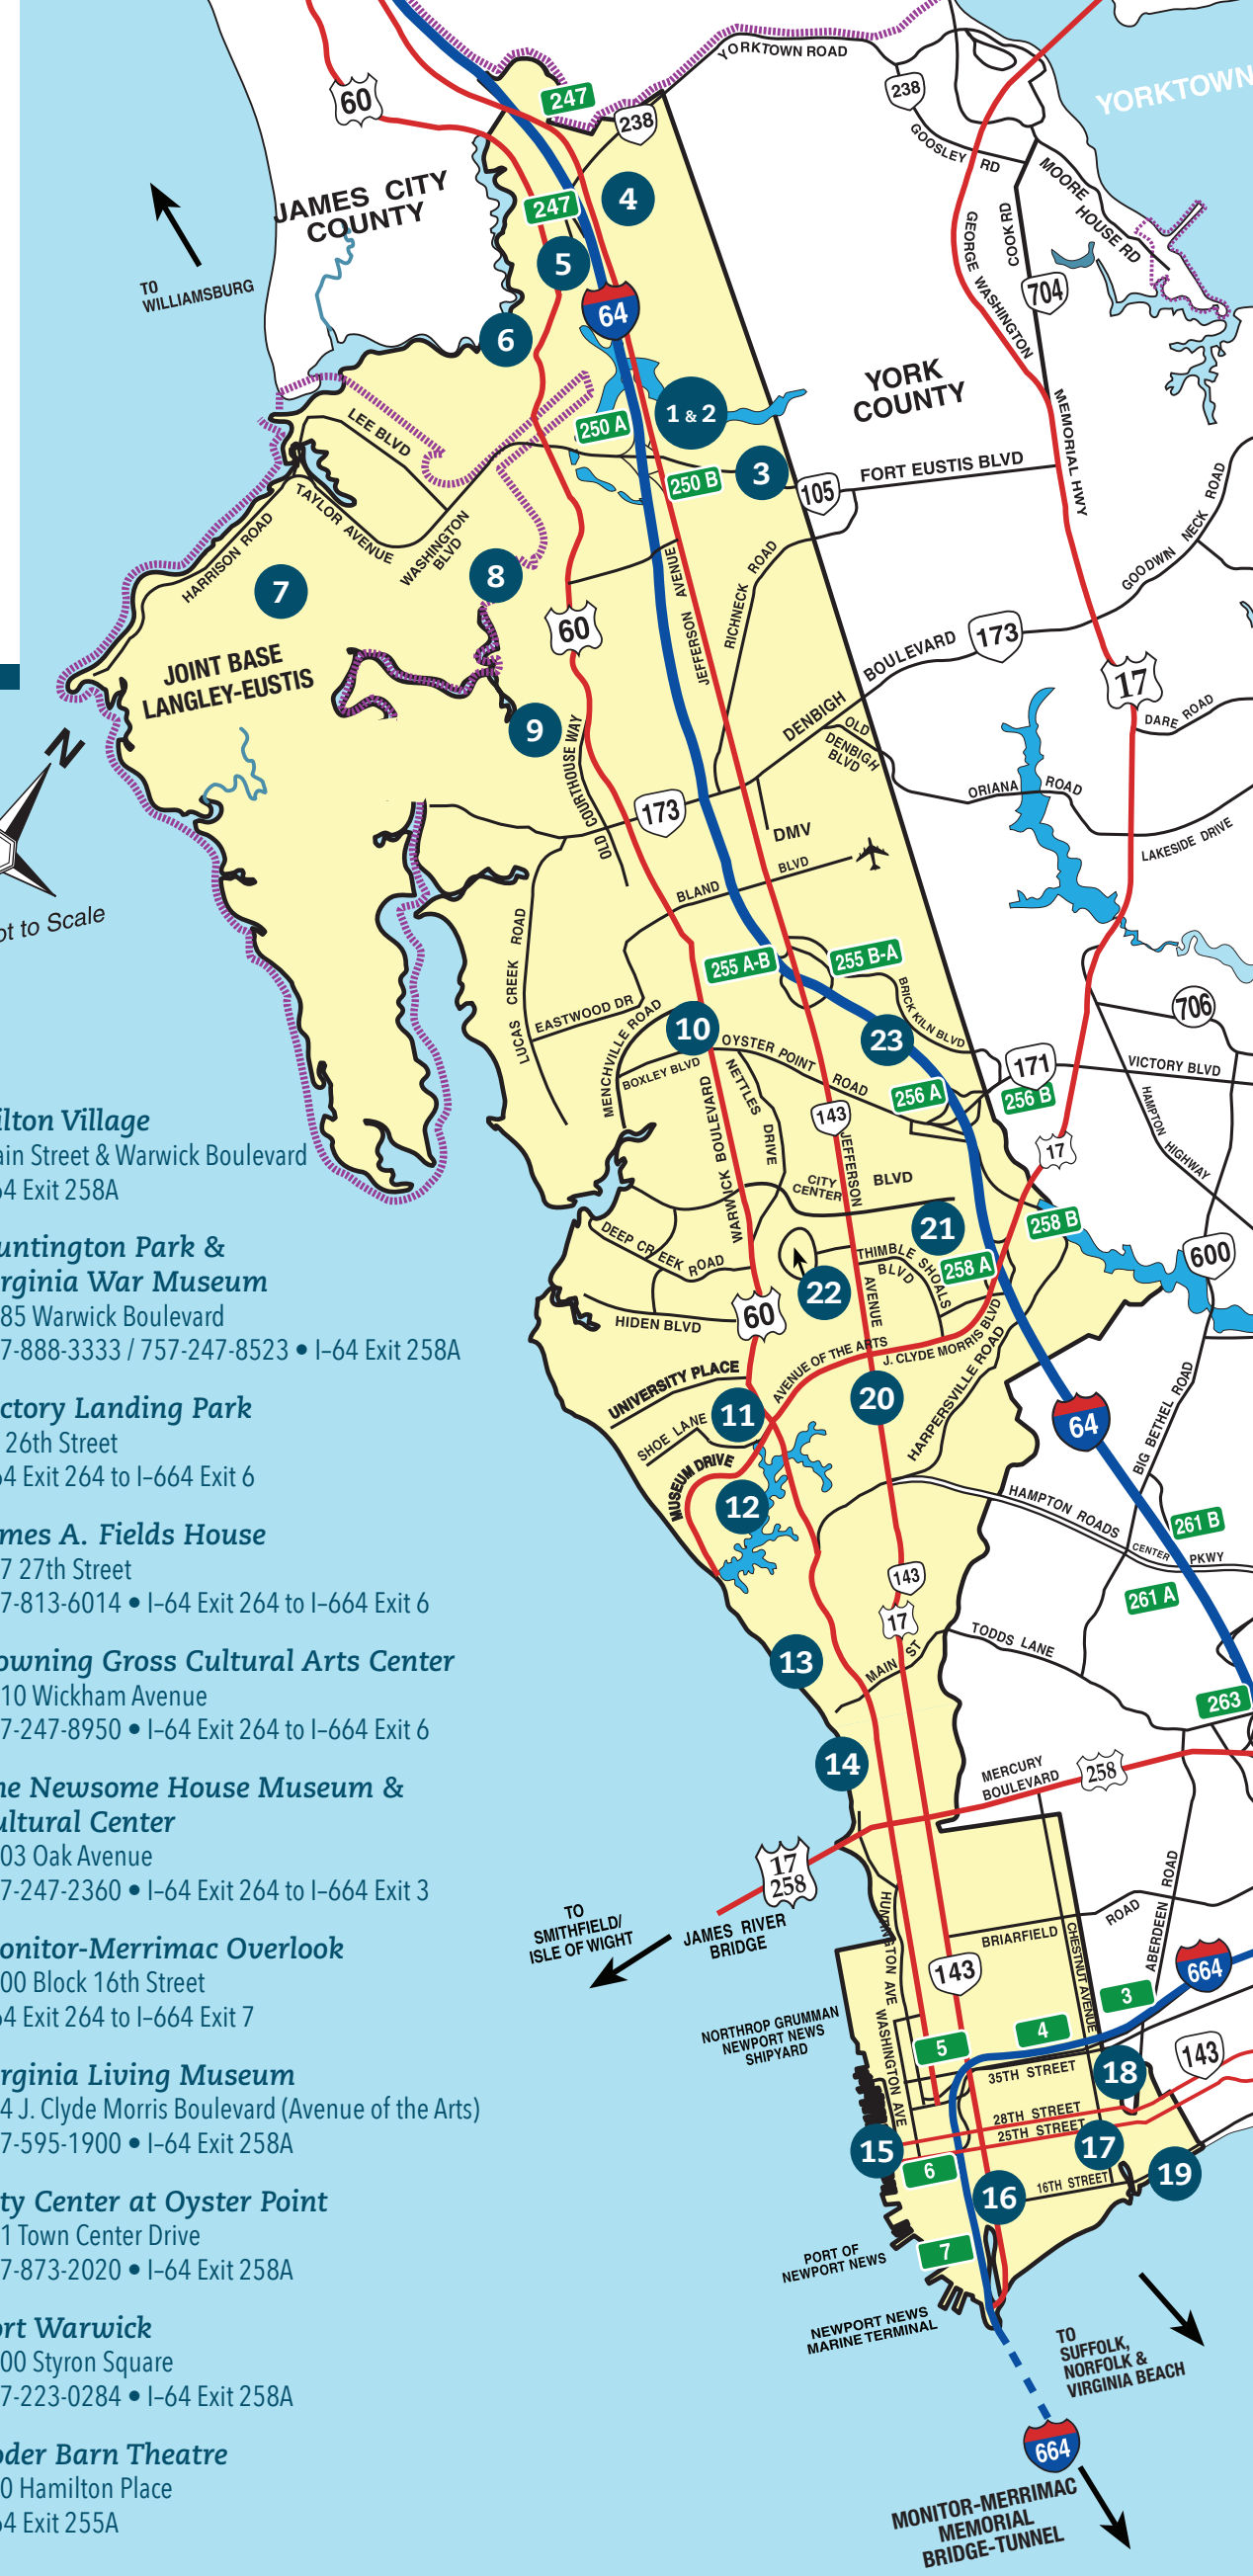 YORKTOWN ROAD
247
60
238
238
YORKTOWN
GOOSLEY RD
MOORE HOUSE RD
JAMES CITY
COUNTY
247
4
5
TO
WILLIAMSBURG
GEORGE WASHINGTON
MEMORIAL HWY
COOK RD
704
64
6
YORK
COUNTY
1 & 2
250 A
LEE BLVD
3
250 B
105
FORT EUSTIS BLVD
TAYLOR AVENUE
HARRISON ROAD
WASHINGTON
BLVD
GOODWIN NECK ROAD
7
8
JEFFERSON AVENUE
RICHNECK ROAD
60
BOULEVARD
173
JOINT BASE
LANGLEY-EUSTIS
17
DENBIGH
OLD
DENBIGH
BLVD
DARE ROAD
9
N
OLD COURTHOUSE WAY
173
ORIANA ROAD
DMV
LAKESIDE DRIVE
BLAND BLVD
ot to Scale
LUCAS CREEK ROAD
255 A-B
255 B-A
BRICK KILN BLVD
EASTWOOD DR
MENCHVILLE ROAD
10
23
706
OYSTER POINT ROAD
BOXLEY BLVD
NETTLES DRIVE
171
VICTORY BLVD
256 A
256 B
143
HAMPTON HIGHWAY
17
WARWICK BOULEVARD
JEFFERSON AVENUE
CITY
CENTER
BLVD
21
258 B
DEEP CREEK ROAD
THIMBLE SHOALS
BLVD
258 A
600
22
60
HIDEN BLVD
AVENUE OF THE ARTS
J. CLYDE MORRIS BLVD
HARPERSVILLE ROAD
UNIVERSITY PLACE
11
20
64
SHOE LANE
BIG BETHEL ROAD
MUSEUM DRIVE
12
HAMPTON ROADS
CENTER
PKWY
261 B
261 A
143
17
13
MAIN ST
TODDS LANE
263
14
MERCURY
BOULEVARD
258
17
258
TO
SMITHFIELD/
ISLE OF WIGHT
JAMES RIVER
BRIDGE
HUNTINGTON AVE
BRIARFIELD
ROAD
CHESTNUT AVENUE
ABERDEEN ROAD
143
664
3
NORTHROP GRUMMAN
NEWPORT NEWS
SHIPYARD
WASHINGTON AVE
4
5
35TH STREET
18
143
28TH STREET
25TH STREET
15
17
6
16
16TH STREET
19
PORT OF
NEWPORT NEWS
7
NEWPORT NEWS
MARINE TERMINAL
TO
SUFFOLK,
NORFOLK &
VIRGINIA BEACH
664
MONITOR-MERRIMAC
MEMORIAL
BRIDGE-TUNNEL
ilton Village
ain Street & Warwick Boulevard
64 Exit 258A
untington Park &
rginia War Museum
85 Warwick Boulevard
7-888-3333 / 757-247-8523 • I-64 Exit 258A
ctory Landing Park
26th Street
64 Exit 264 to I-664 Exit 6
mes A. Fields House
7 27th Street
7-813-6014 • I-64 Exit 264 to I-664 Exit 6
owning Gross Cultural Arts Center
10 Wickham Avenue
7-247-8950 • I-64 Exit 264 to I-664 Exit 6
he Newsome House Museum &
ultural Center
03 Oak Avenue
7-247-2360 • I-64 Exit 264 to I-664 Exit 3
onitor-Merrimac Overlook
00 Block 16th Street
64 Exit 264 to I-664 Exit 7
rginia Living Museum
4 J. Clyde Morris Boulevard (Avenue of the Arts)
7-595-1900 • I-64 Exit 258A
ty Center at Oyster Point
1 Town Center Drive
7-873-2020 • I-64 Exit 258A
ort Warwick
00 Styron Square
7-223-0284 • I-64 Exit 258A
oder Barn Theatre
0 Hamilton Place
64 Exit 255A